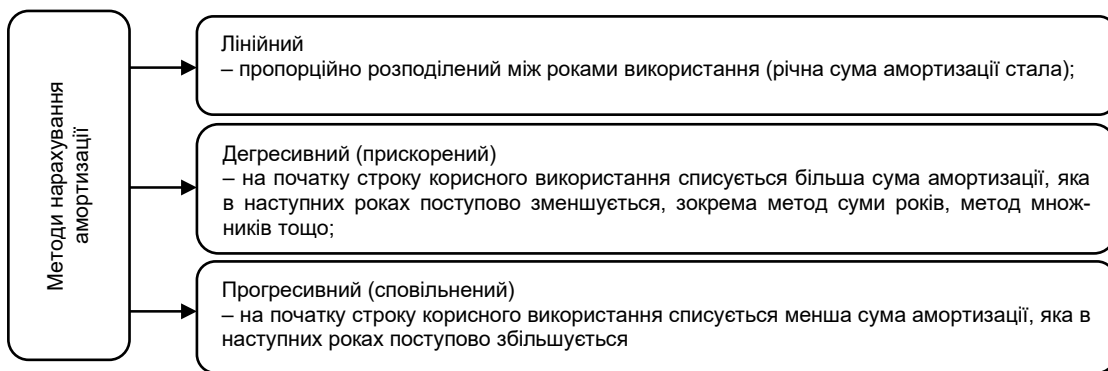 Методи нарахування
амортизації
Лінійний
– пропорційно розподілений між роками використання (річна сума амортизації стала);
Дегресивний (прискорений)
– на початку строку корисного використання списується більша сума амортизації, яка
в наступних роках поступово зменшується, зокрема метод суми років, метод множ-
ників тощо;
Прогресивний (сповільнений)
– на початку строку корисного використання списується менша сума амортизації, яка в
наступних роках поступово збільшується